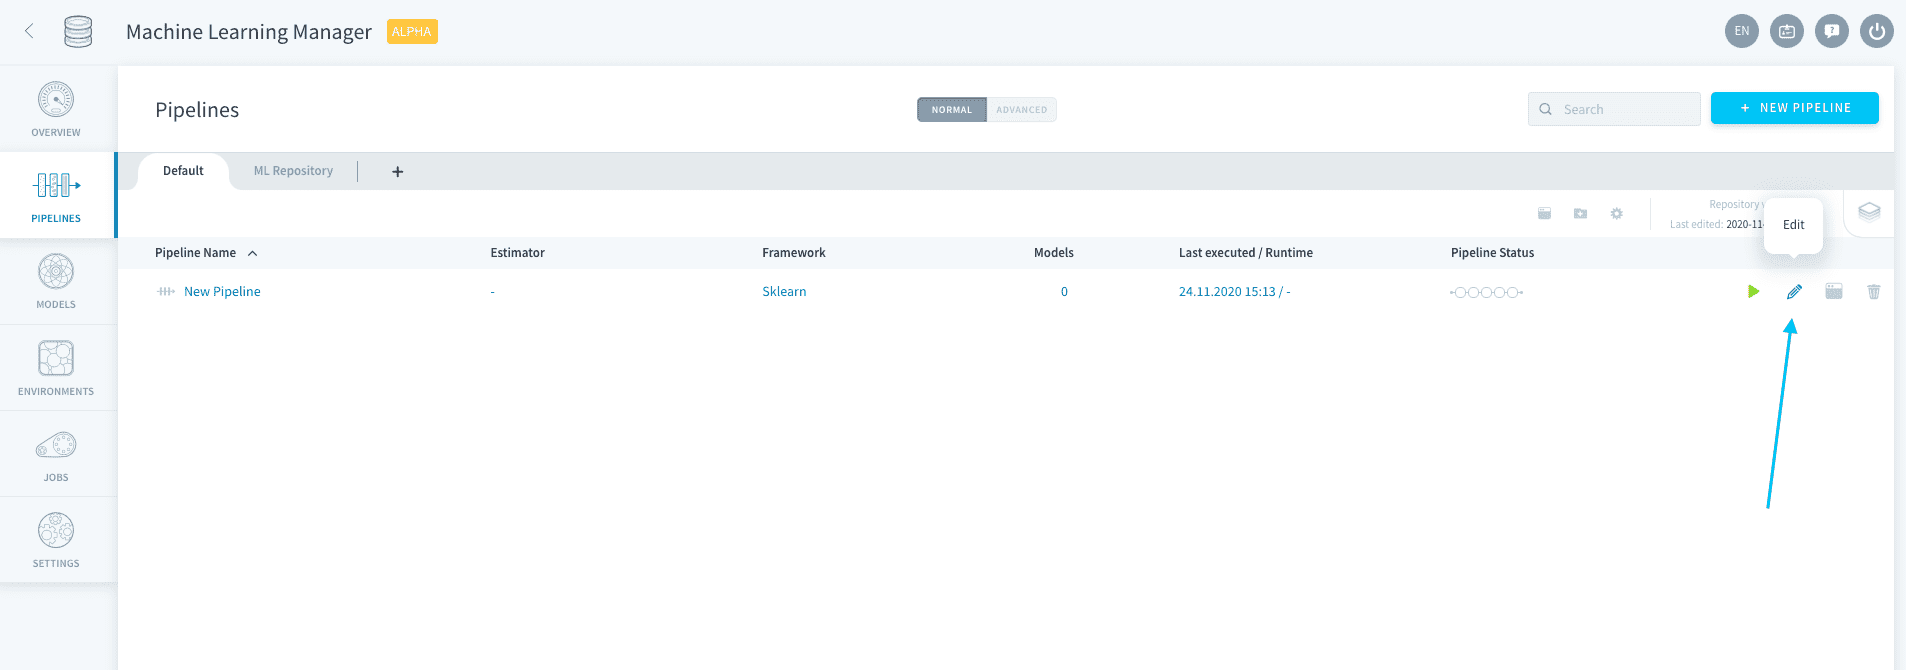 Machine Learning Manager ALPHA EN
OVERVIEW
PIPELINES
MODELS
ENVIRONMENTS
JOBS
SETTINGS
Pipelines NORMAL ADVANCED Search + NEW PIPELINE
Default ML Repository +
Repository
Last edited: 2020-11
Edit
Pipeline Name Estimator Framework Models Last executed / Runtime Pipeline Status
New Pipeline - Sklearn 0 24.11.2020 15:13 / -